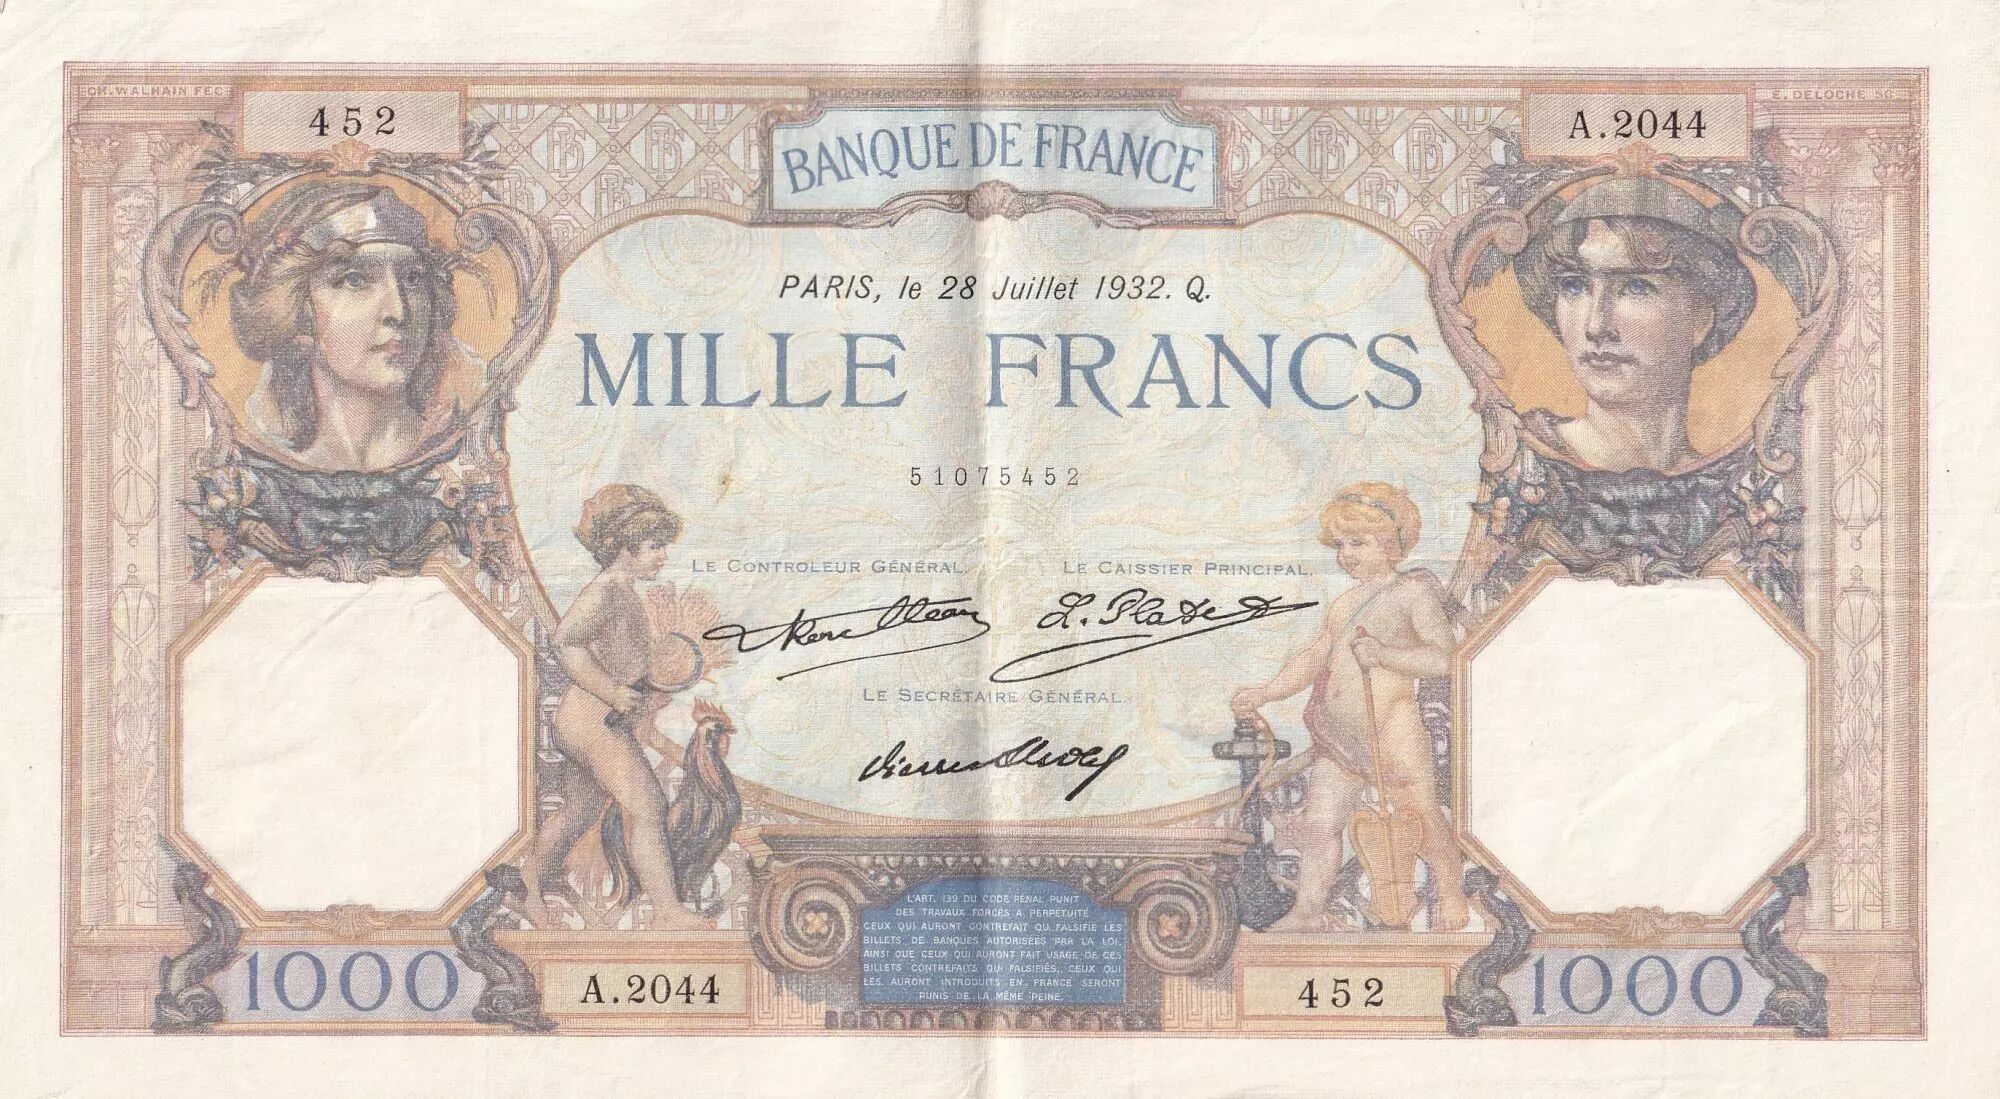 CH. WALHAIN FEC
E. DELOCHE SC.
452
A.2044
BANQUE DE FRANCE
PARIS, le 28 Juillet 1932. Q.
MILLE FRANCS
51075452
LE CONTROLEUR GÉNÉRAL.
LE CAISSIER PRINCIPAL.
LE SECRÉTAIRE GÉNÉRAL.
L'ART. 139 DU CODE PÉNAL PUNIT
DES TRAVAUX FORCÉS A PERPÉTUITÉ
CEUX QUI AURONT CONTREFAIT OU FALSIFIÉ LES
BILLETS DE BANQUES AUTORISÉES PAR LA LOI,
AINSI QUE CEUX QUI AURONT FAIT USAGE DE CES
BILLETS CONTREFAITS OU FALSIFIÉS. CEUX QUI
LES AURONT INTRODUITS EN FRANCE SERONT
PUNIS DE LA MÊME PEINE.
1000
A.2044
452
1000